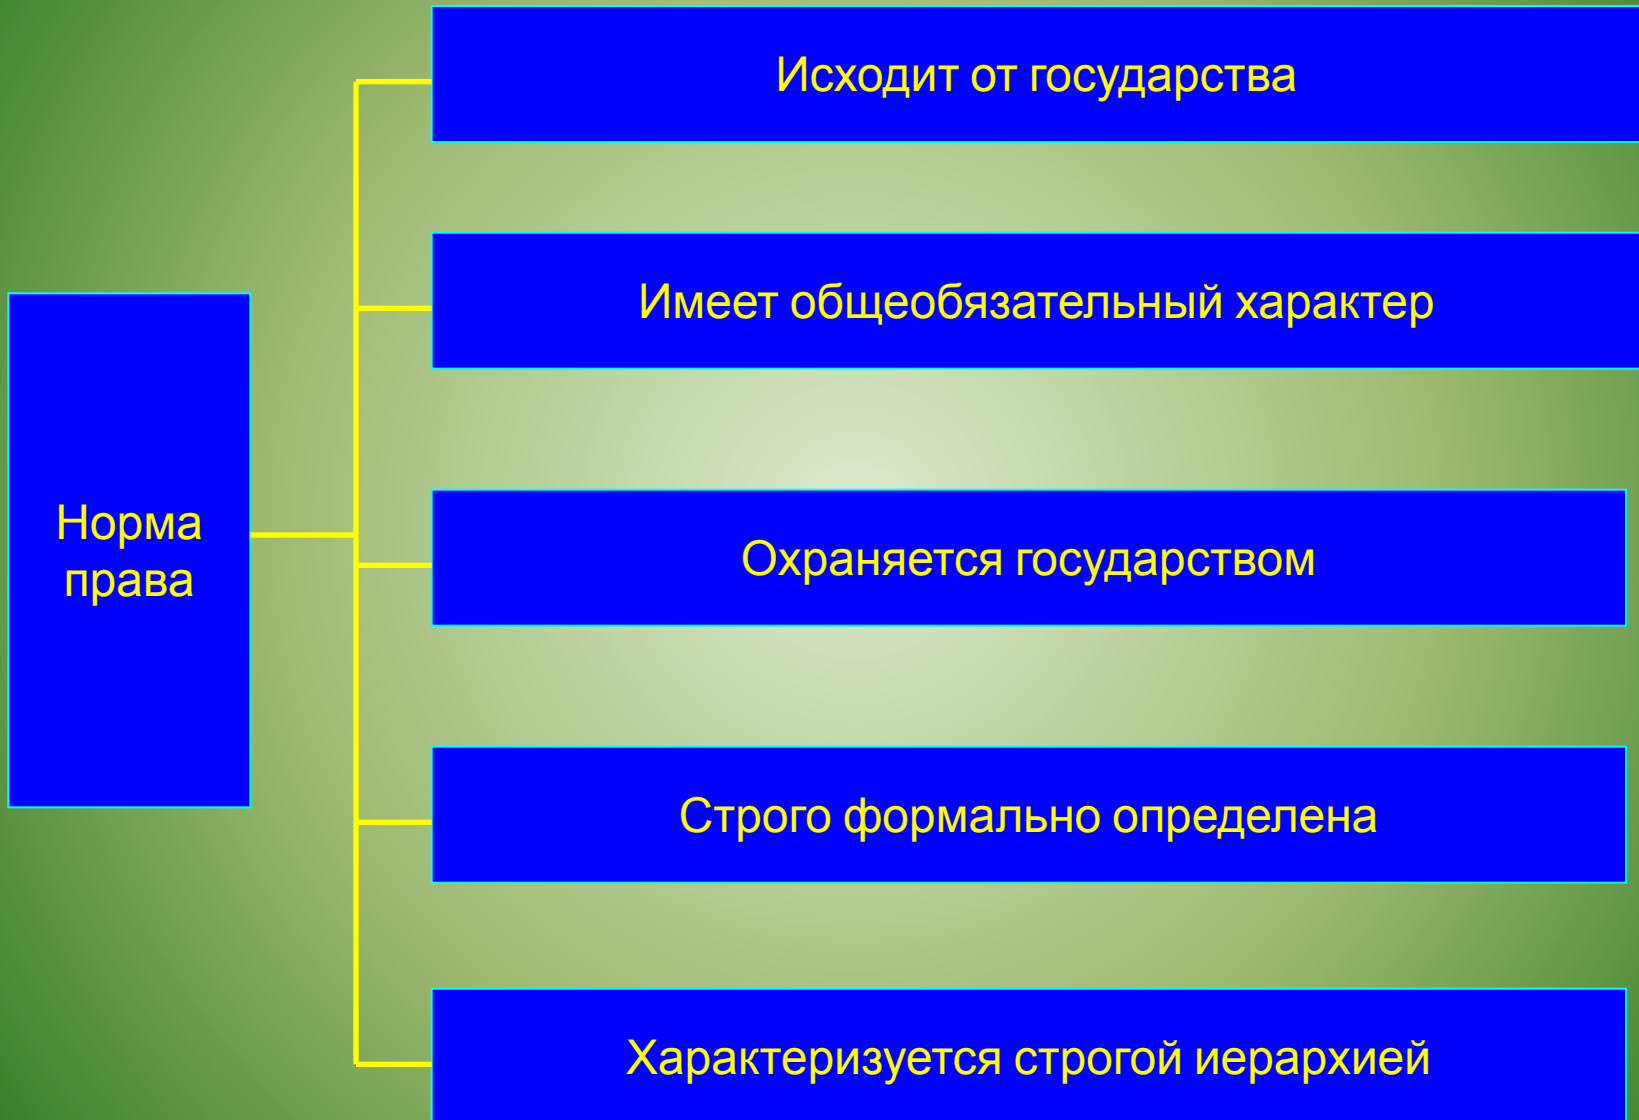 Норма
права
Исходит от государства
Имеет общеобязательный характер
Охраняется государством
Строго формально определена
Характеризуется строгой иерархией